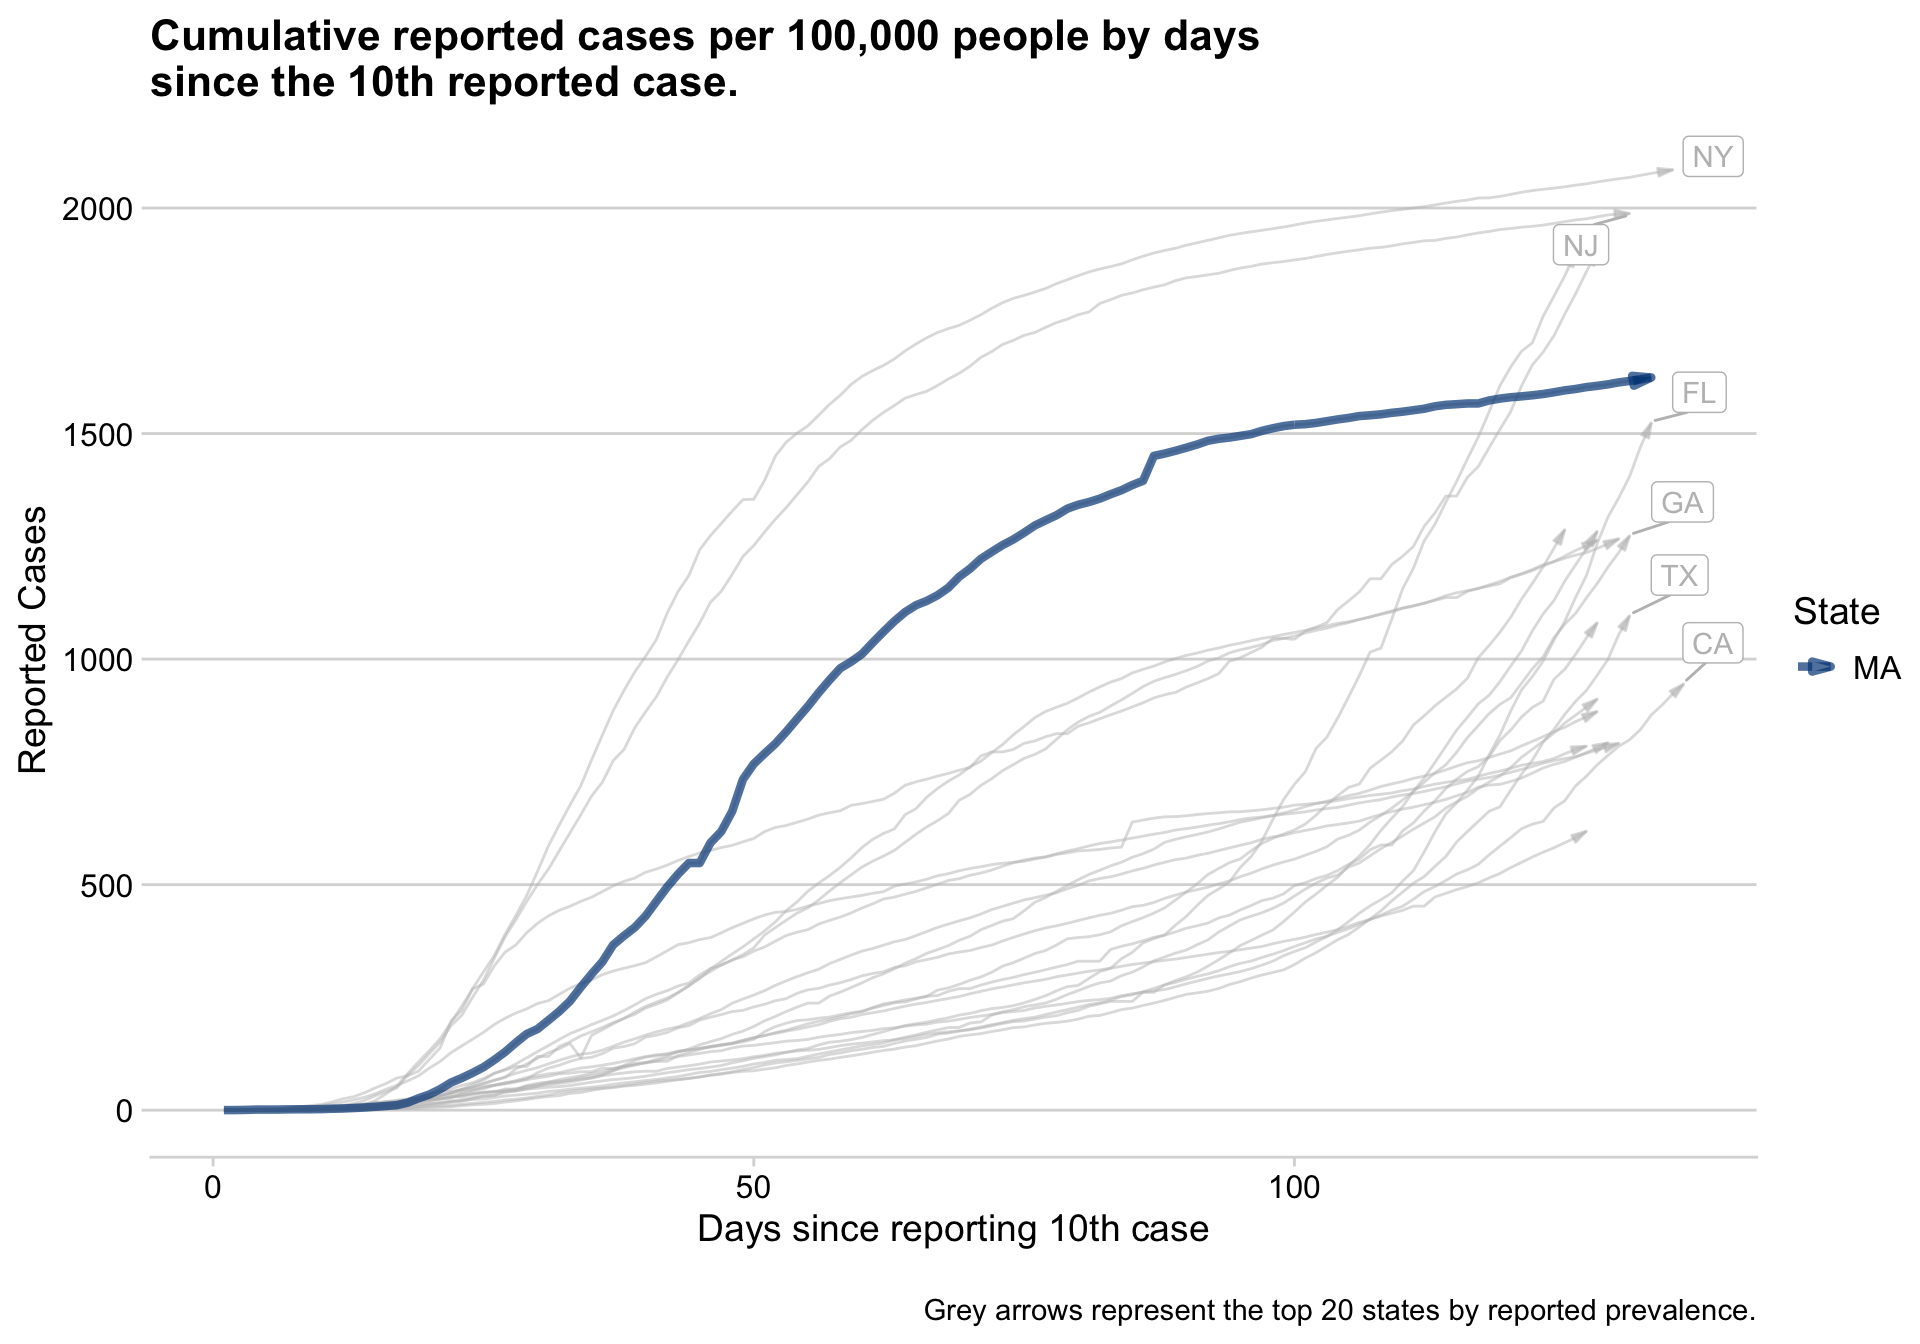 Cumulative reported cases per 100,000 people by days
since the 10th reported case.
NY
2000
NJ
FL
1500
GA
TX
State
CA
1000
MA
Reported Cases
500
0
0
50
100
Days since reporting 10th case
Grey arrows represent the top 20 states by reported prevalence.